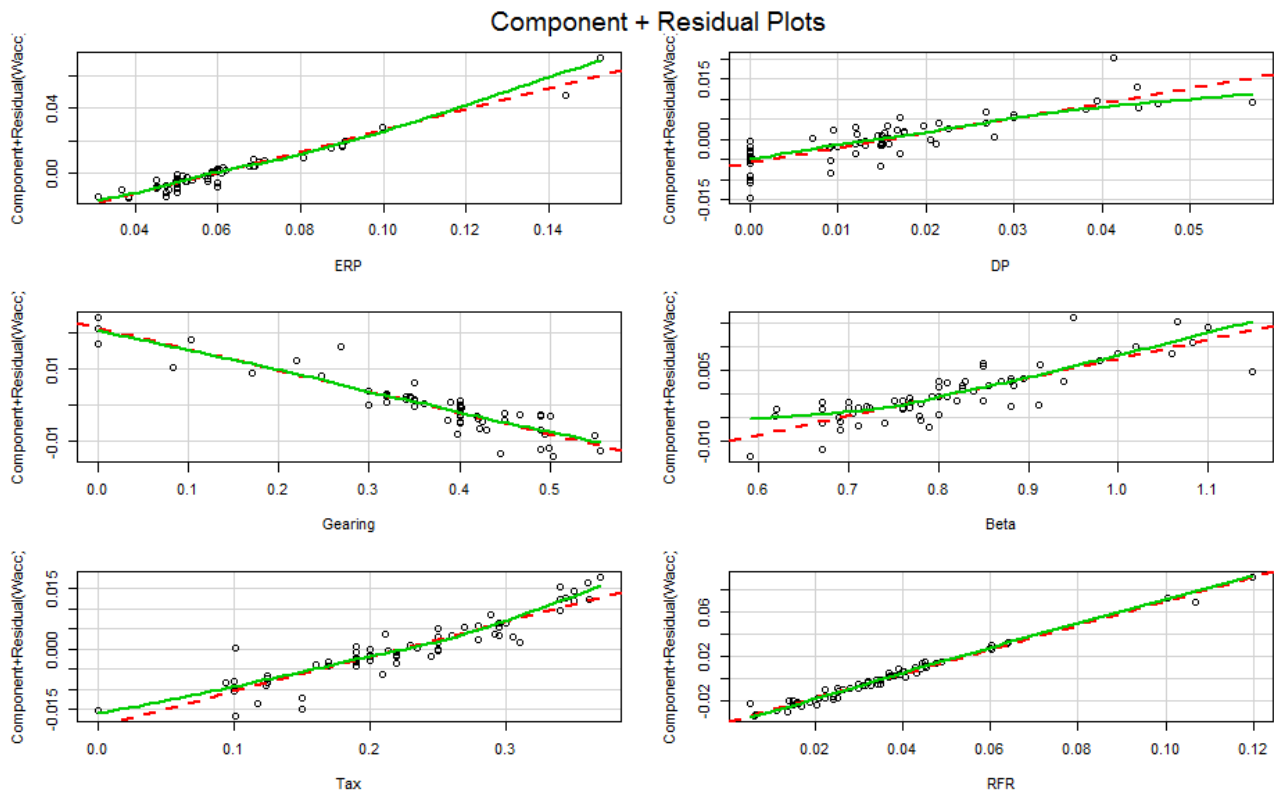 Component + Residual Plots
Component+Residual(Wacc)
0.00 0.04
0.04 0.06 0.08 0.10 0.12 0.14
ERP
Component+Residual(Wacc)
-0.015 0.000 0.015
0.00 0.01 0.02 0.03 0.04 0.05
DP
Component+Residual(Wacc)
-0.01 0.01
0.0 0.1 0.2 0.3 0.4 0.5
Gearing
Component+Residual(Wacc)
-0.010 0.005
0.6 0.7 0.8 0.9 1.0 1.1
Beta
Component+Residual(Wacc)
-0.015 0.000 0.015
0.0 0.1 0.2 0.3
Tax
Component+Residual(Wacc)
-0.02 0.02 0.06
0.02 0.04 0.06 0.08 0.10 0.12
RFR